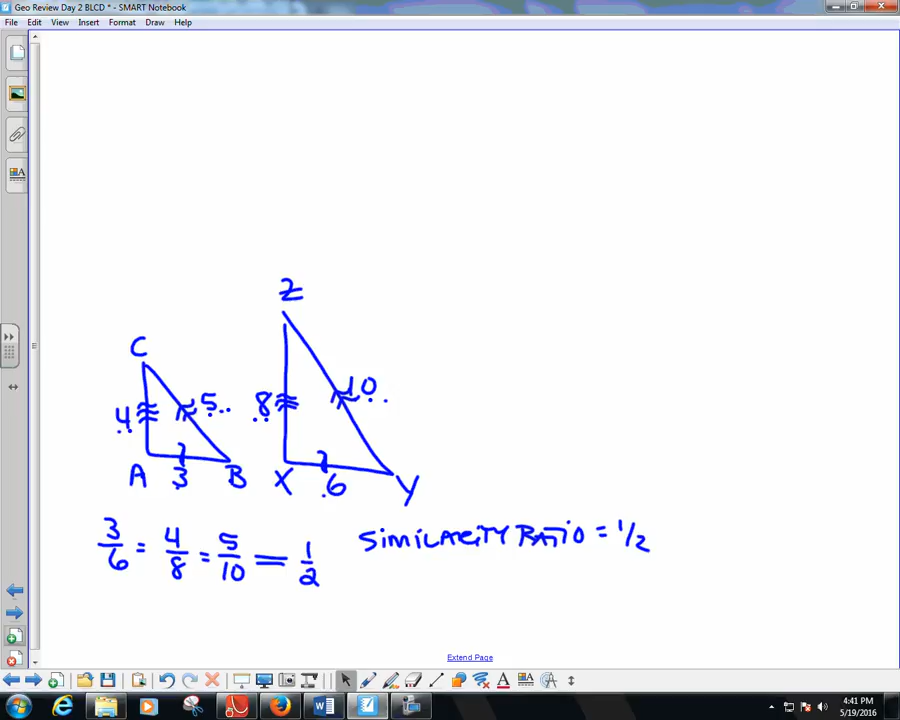 Geo Review Day 2 BLCD * - SMART Notebook
File Edit View Insert Format Draw Help
Z
C
4 5 8 10
A 3 B X 6 Y
3/6 = 4/8 = 5/10 = 1/2 SIMILARITY RATIO = 1/2
Extend Page
4:41 PM
5/19/2016